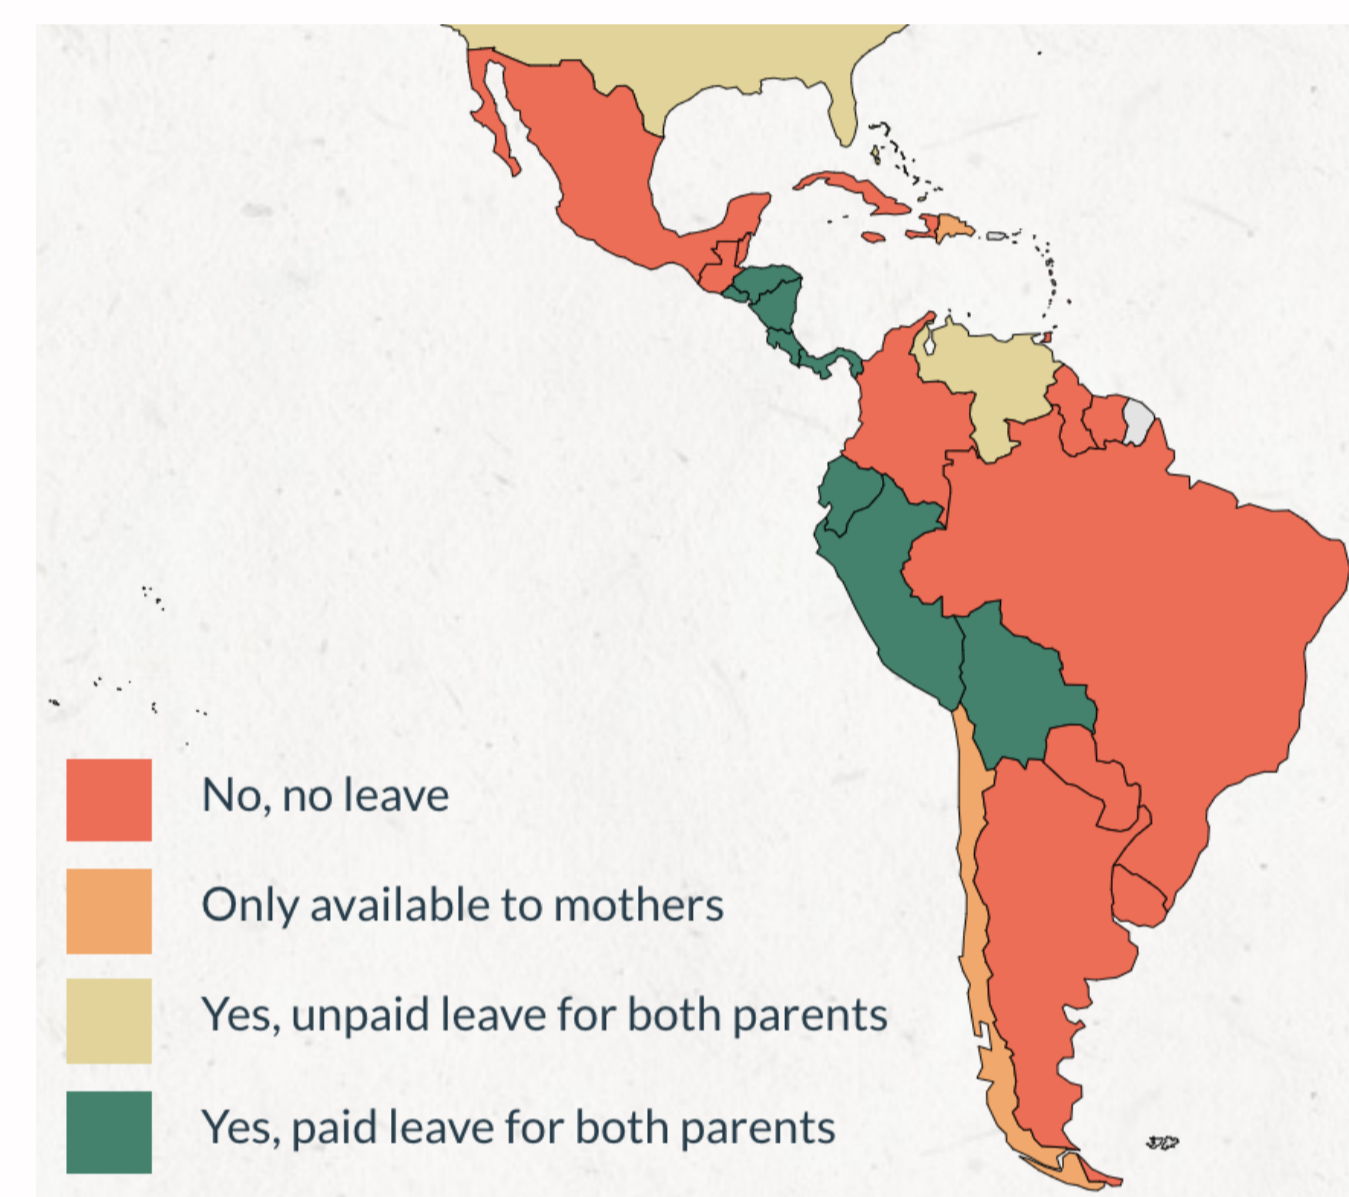 No, no leave
Only available to mothers
Yes, unpaid leave for both parents
Yes, paid leave for both parents